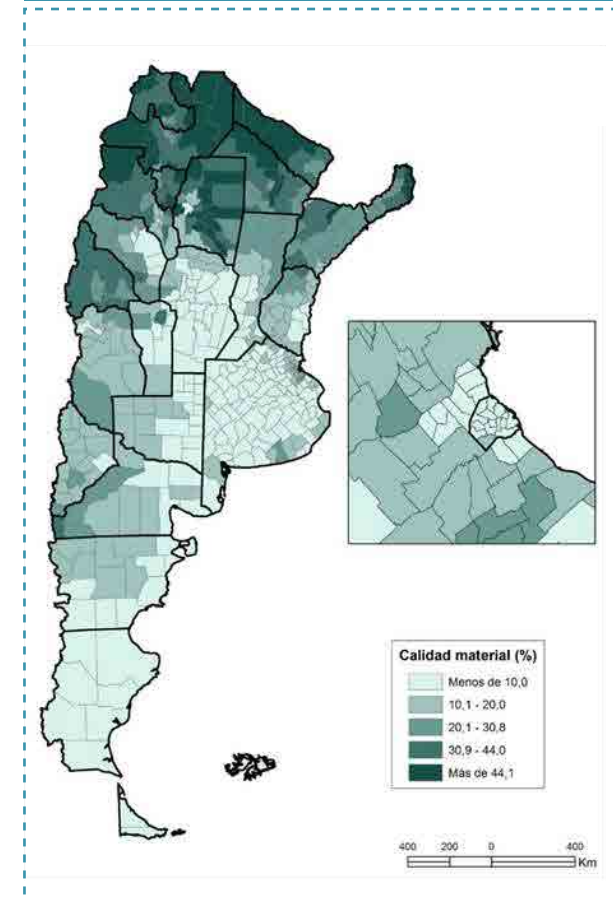 Calidad material (%)
Menos de 10,0
10,1 - 20,0
20,1 - 30,8
30,9 - 44,0
Más de 44,1
400 200 0 400
Km